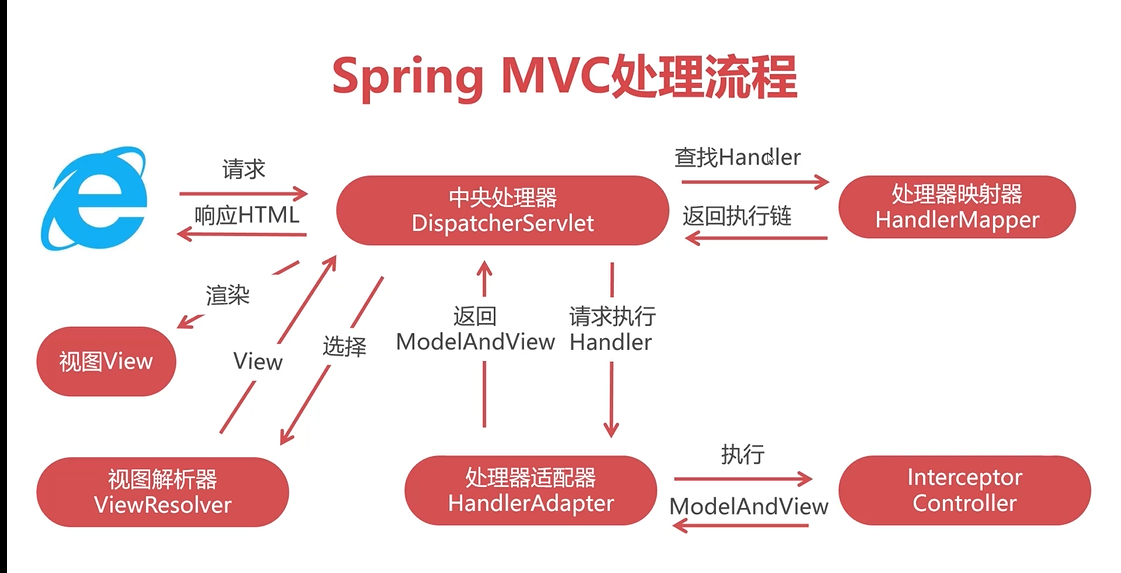 Spring MVC处理流程
请求
响应HTML
中央处理器
DispatcherServlet
查找Handler
返回执行链
处理器映射器
HandlerMapper
渲染
视图View
View
选择
返回
ModelAndView
请求执行
Handler
视图解析器
ViewResolver
处理器适配器
HandlerAdapter
执行
ModelAndView
Interceptor
Controller